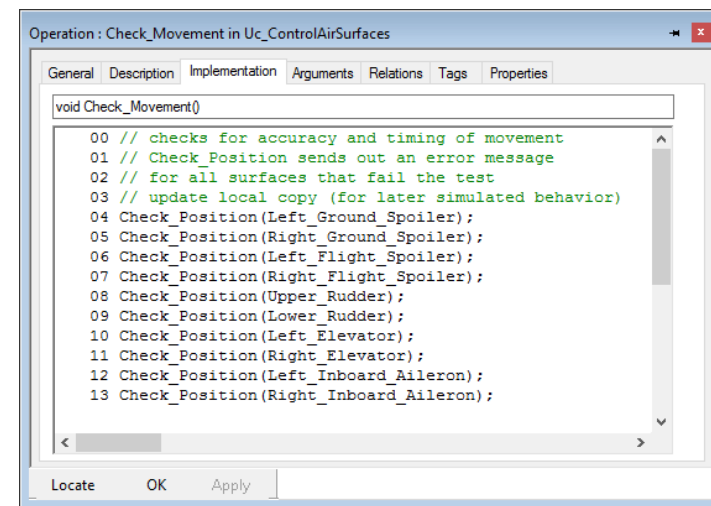 Operation : Check_Movement in Uc_ControlAirSurfaces
General Description Implementation Arguments Relations Tags Properties
void Check_Movement()
00 // checks for accuracy and timing of movement
01 // Check_Position sends out an error message
02 // for all surfaces that fail the test
03 // update local copy (for later simulated behavior)
04 Check_Position(Left_Ground_Spoiler);
05 Check_Position(Right_Ground_Spoiler);
06 Check_Position(Left_Flight_Spoiler);
07 Check_Position(Right_Flight_Spoiler);
08 Check_Position(Upper_Rudder);
09 Check_Position(Lower_Rudder);
10 Check_Position(Left_Elevator);
11 Check_Position(Right_Elevator);
12 Check_Position(Left_Inboard_Aileron);
13 Check_Position(Right_Inboard_Aileron);
Locate OK Apply